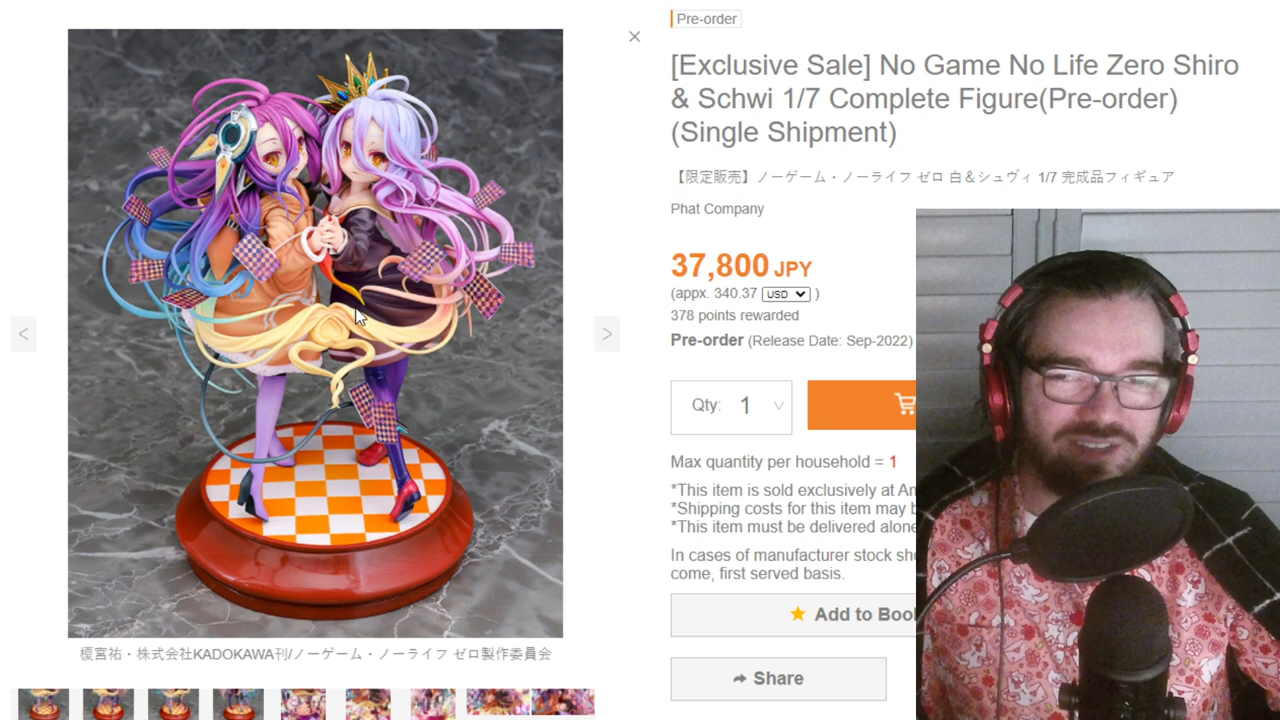 Pre-order
[Exclusive Sale] No Game No Life Zero Shiro
& Schwi 1/7 Complete Figure(Pre-order)
(Single Shipment)
【限定販売】ノーゲーム・ノーライフ ゼロ 白&シュヴィ 1/7 完成品フィギュア
Phat Company
37,800 JPY
(appx. 340.37 USD )
378 points rewarded
Pre-order (Release Date: Sep-2022)
Qty: 1
Max quantity per household = 1
*This item is sold exclusively at Am
*Shipping costs for this item may b
*This item must be delivered alone
In cases of manufacturer stock sho
come, first served basis.
Add to Boo
Share
榎宮祐・株式会社KADOKAWA刊/ノーゲーム・ノーライフ ゼロ製作委員会